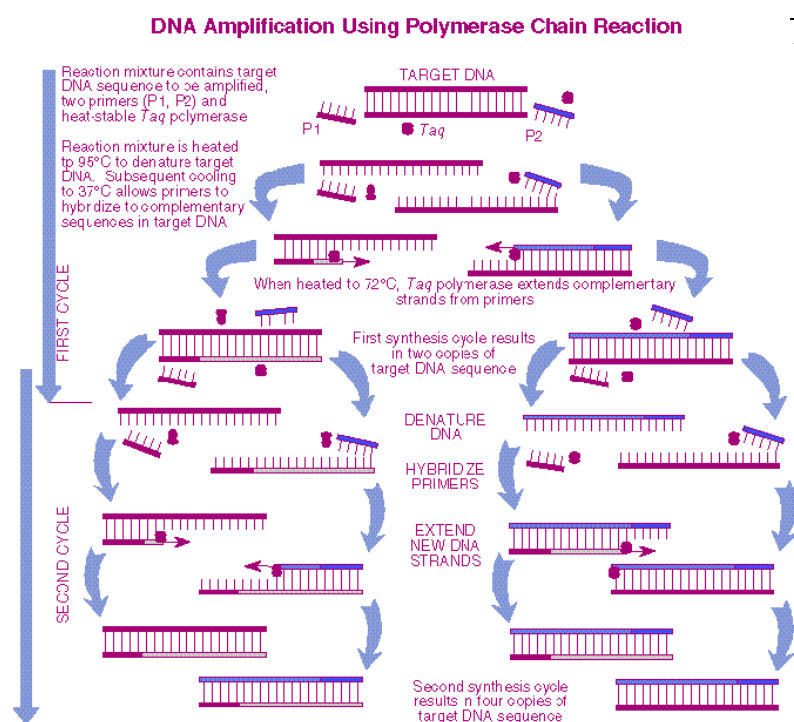 DNA Amplification Using Polymerase Chain Reaction
Reaction mixture contains target
DNA sequence to be amplified,
two primers (P1, P2) and
heat-stable Taq polymerase
TARGET DNA
P1
Taq
P2
Reaction mixture is heated
tp 95°C to denature target
DNA. Subsequent cooling
to 37°C allows primers to
hybridize to complementary
sequences in target DNA
FIRST CYCLE
When heated to 72°C, Taq polymerase extends complementary
strands from primers
First synthesis cycle results
in two copies of
target DNA sequence
DENATURE
DNA
HYBRIDZE
PRIMERS
SECOND CYCLE
EXTEND
NEW DNA
STRANDS
Second synthesis cycle
results n four copies of
target DNA sequence